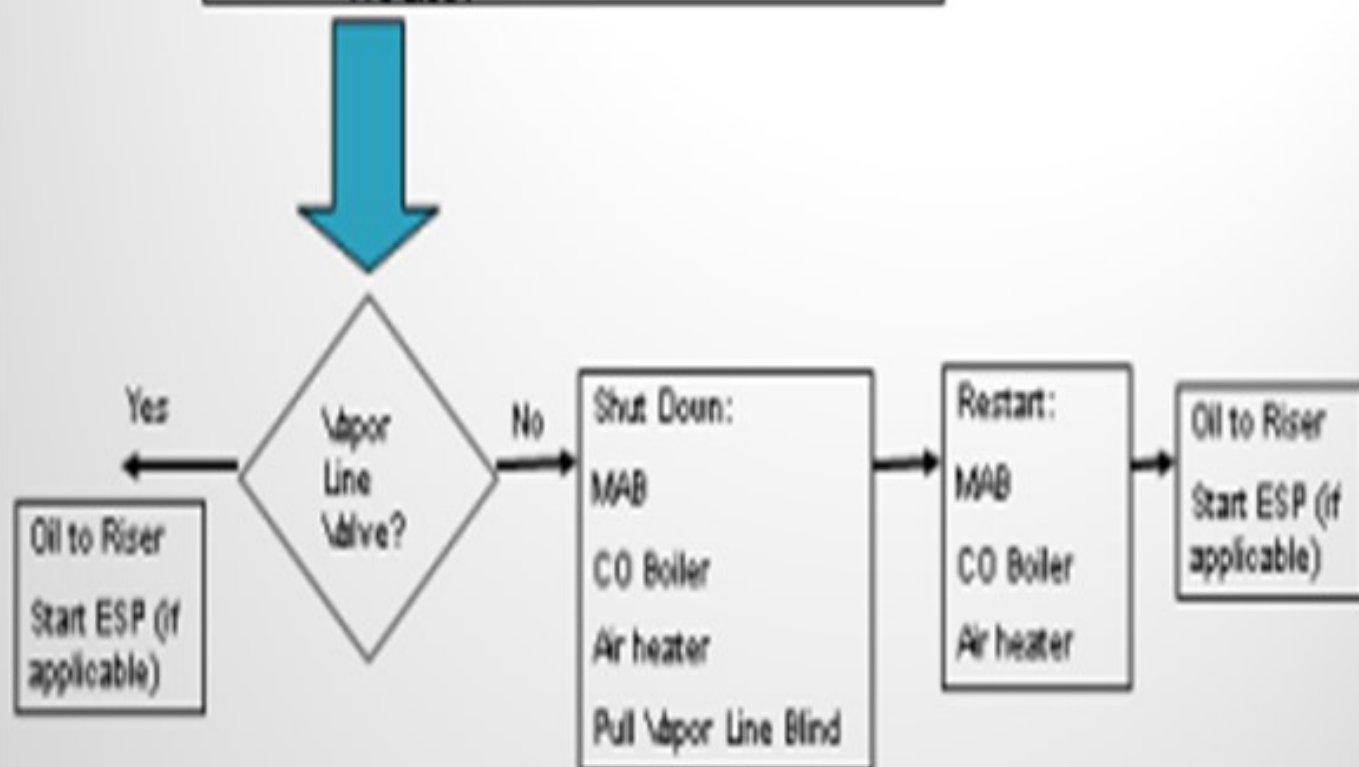 Yes
Oil to Riser
Start ESP (if
applicable)
Vapor
Line
Valve?
No
Shut Down:
MAB
CO Boiler
Air heater
Pull Vapor Line Blind
Restart:
MAB
CO Boiler
Air heater
Oil to Riser
Start ESP (if
applicable)